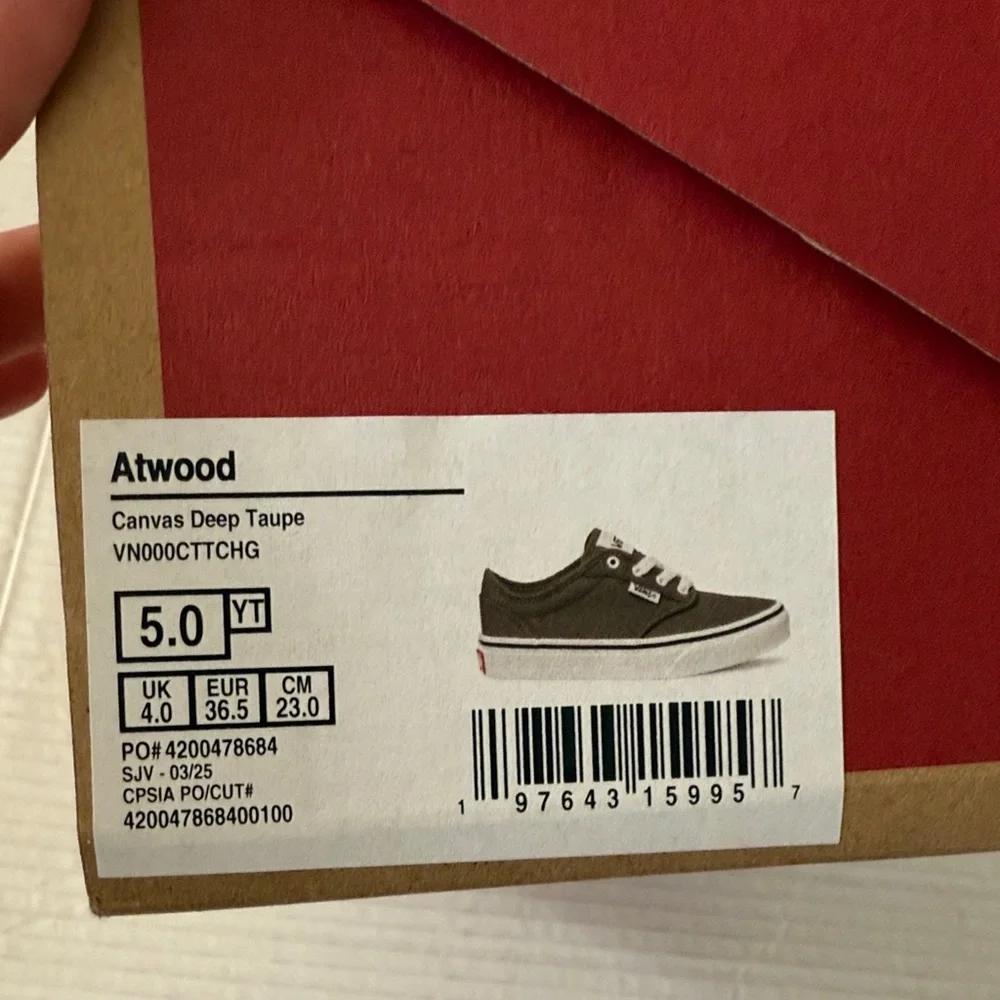 Atwood
Canvas Deep Taupe
VN000CTTCHG
5.0 YT
UK EUR CM
4.0 36.5 23.0
PO# 4200478684
SJV - 03/25
CPSIA PO/CUT#
420047868400100
VANS
1 97643 15995 7